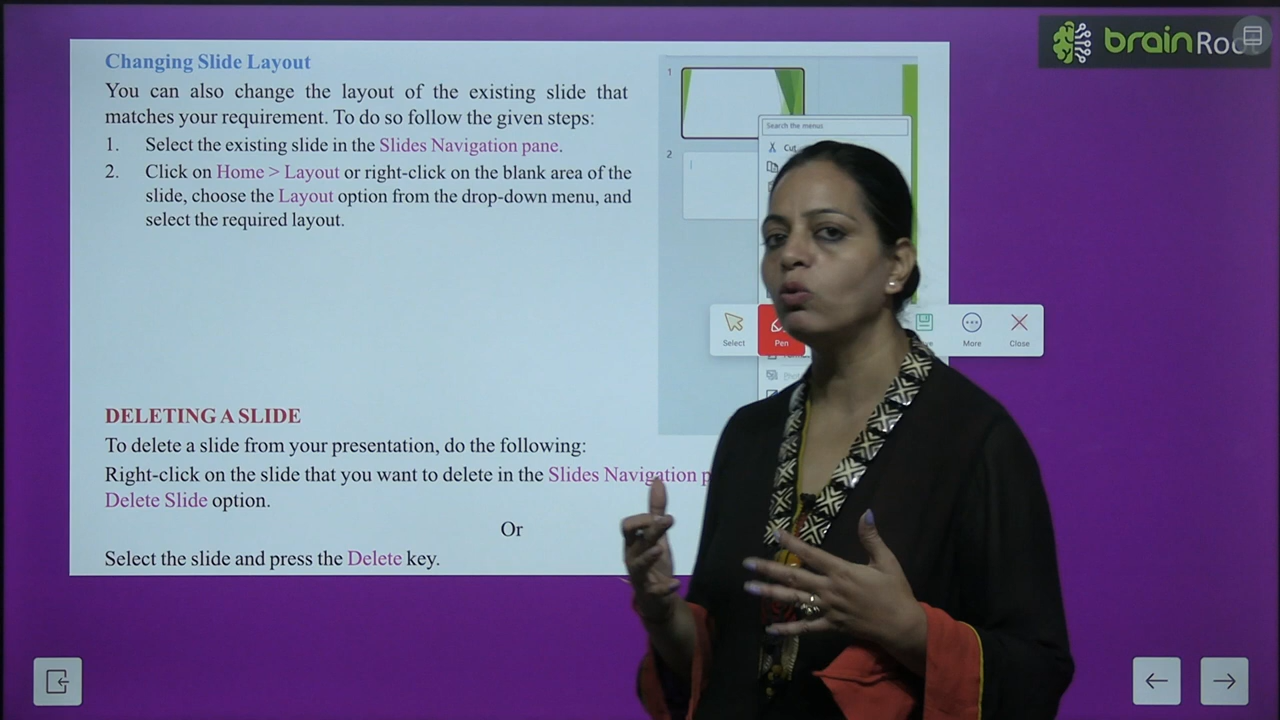 brainRoot
Changing Slide Layout
You can also change the layout of the existing slide that
matches your requirement. To do so follow the given steps:
1. Select the existing slide in the Slides Navigation pane.
2. Click on Home > Layout or right-click on the blank area of the
slide, choose the Layout option from the drop-down menu, and
select the required layout.
1
Search the menus
Cut
2
Select
Pen
More
Close
DELETING A SLIDE
To delete a slide from your presentation, do the following:
Right-click on the slide that you want to delete in the Slides Navigation
Delete Slide option.
Or
Select the slide and press the Delete key.